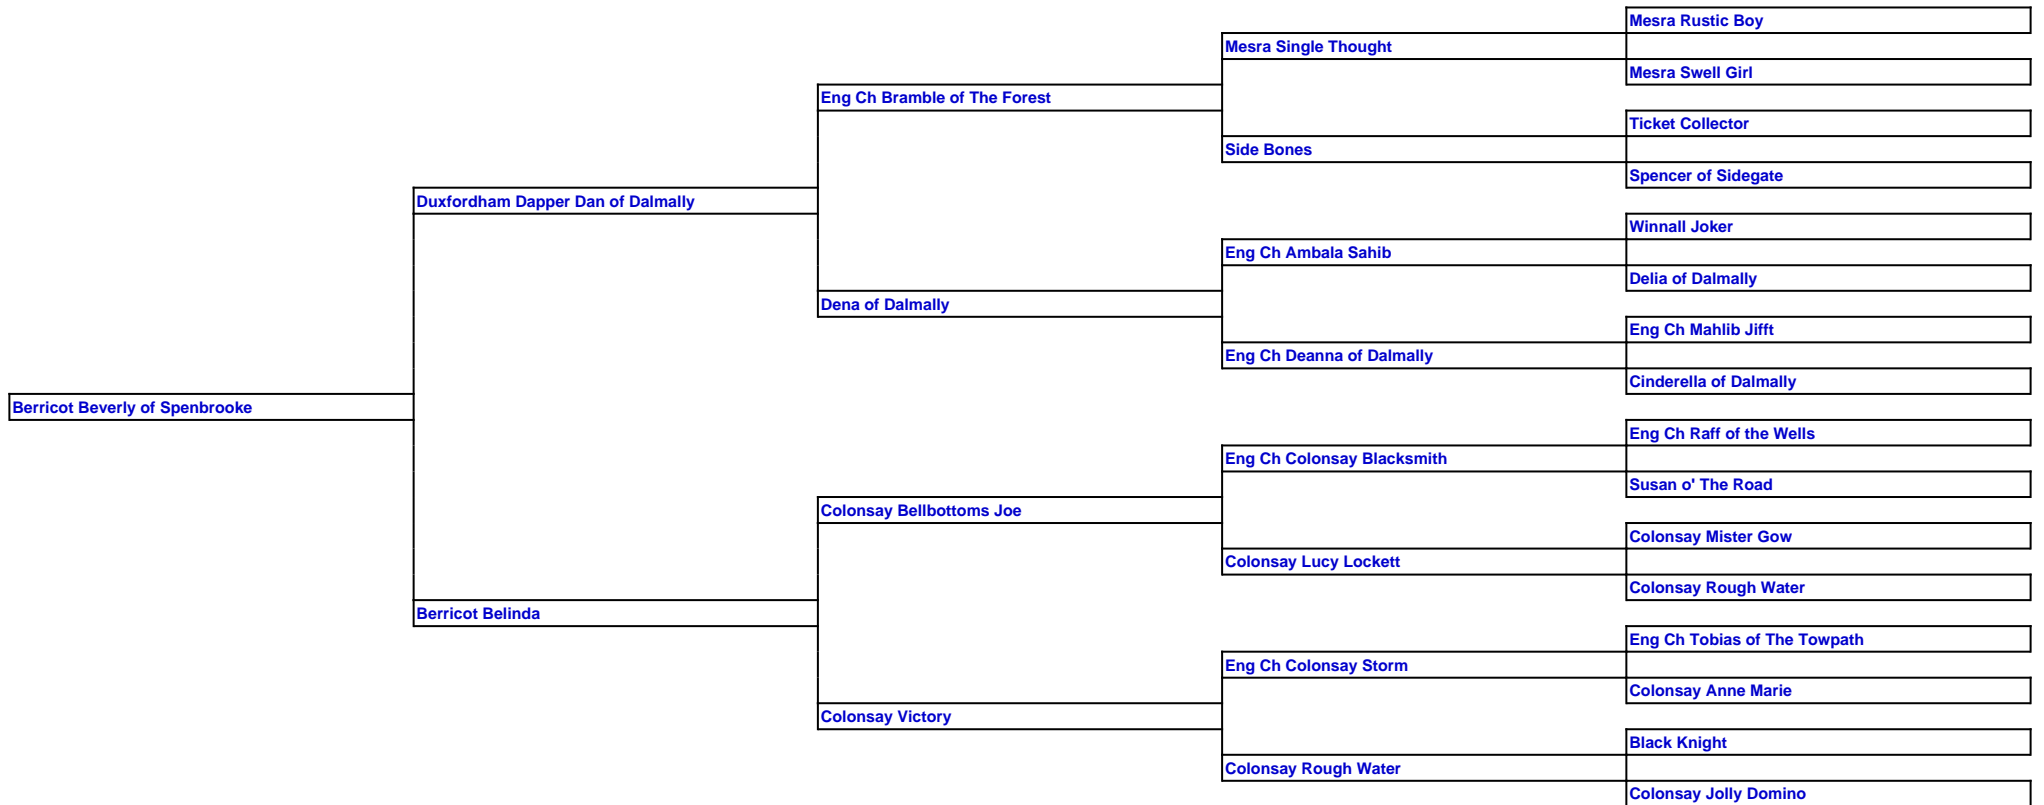 Mesra Rustic Boy
Mesra Single Thought
Mesra Swell Girl
Eng Ch Bramble of The Forest
Ticket Collector
Side Bones
Spencer of Sidegate
Duxfordham Dapper Dan of Dalmally
Winnall Joker
Eng Ch Ambala Sahib
Delia of Dalmally
Dena of Dalmally
Eng Ch Mahlib Jifft
Eng Ch Deanna of Dalmally
Cinderella of Dalmally
Berricot Beverly of Spenbrooke
Eng Ch Raff of the Wells
Eng Ch Colonsay Blacksmith
Susan o' The Road
Colonsay Bellbottoms Joe
Colonsay Mister Gow
Colonsay Lucy Lockett
Colonsay Rough Water
Berricot Belinda
Eng Ch Tobias of The Towpath
Eng Ch Colonsay Storm
Colonsay Anne Marie
Colonsay Victory
Black Knight
Colonsay Rough Water
Colonsay Jolly Domino